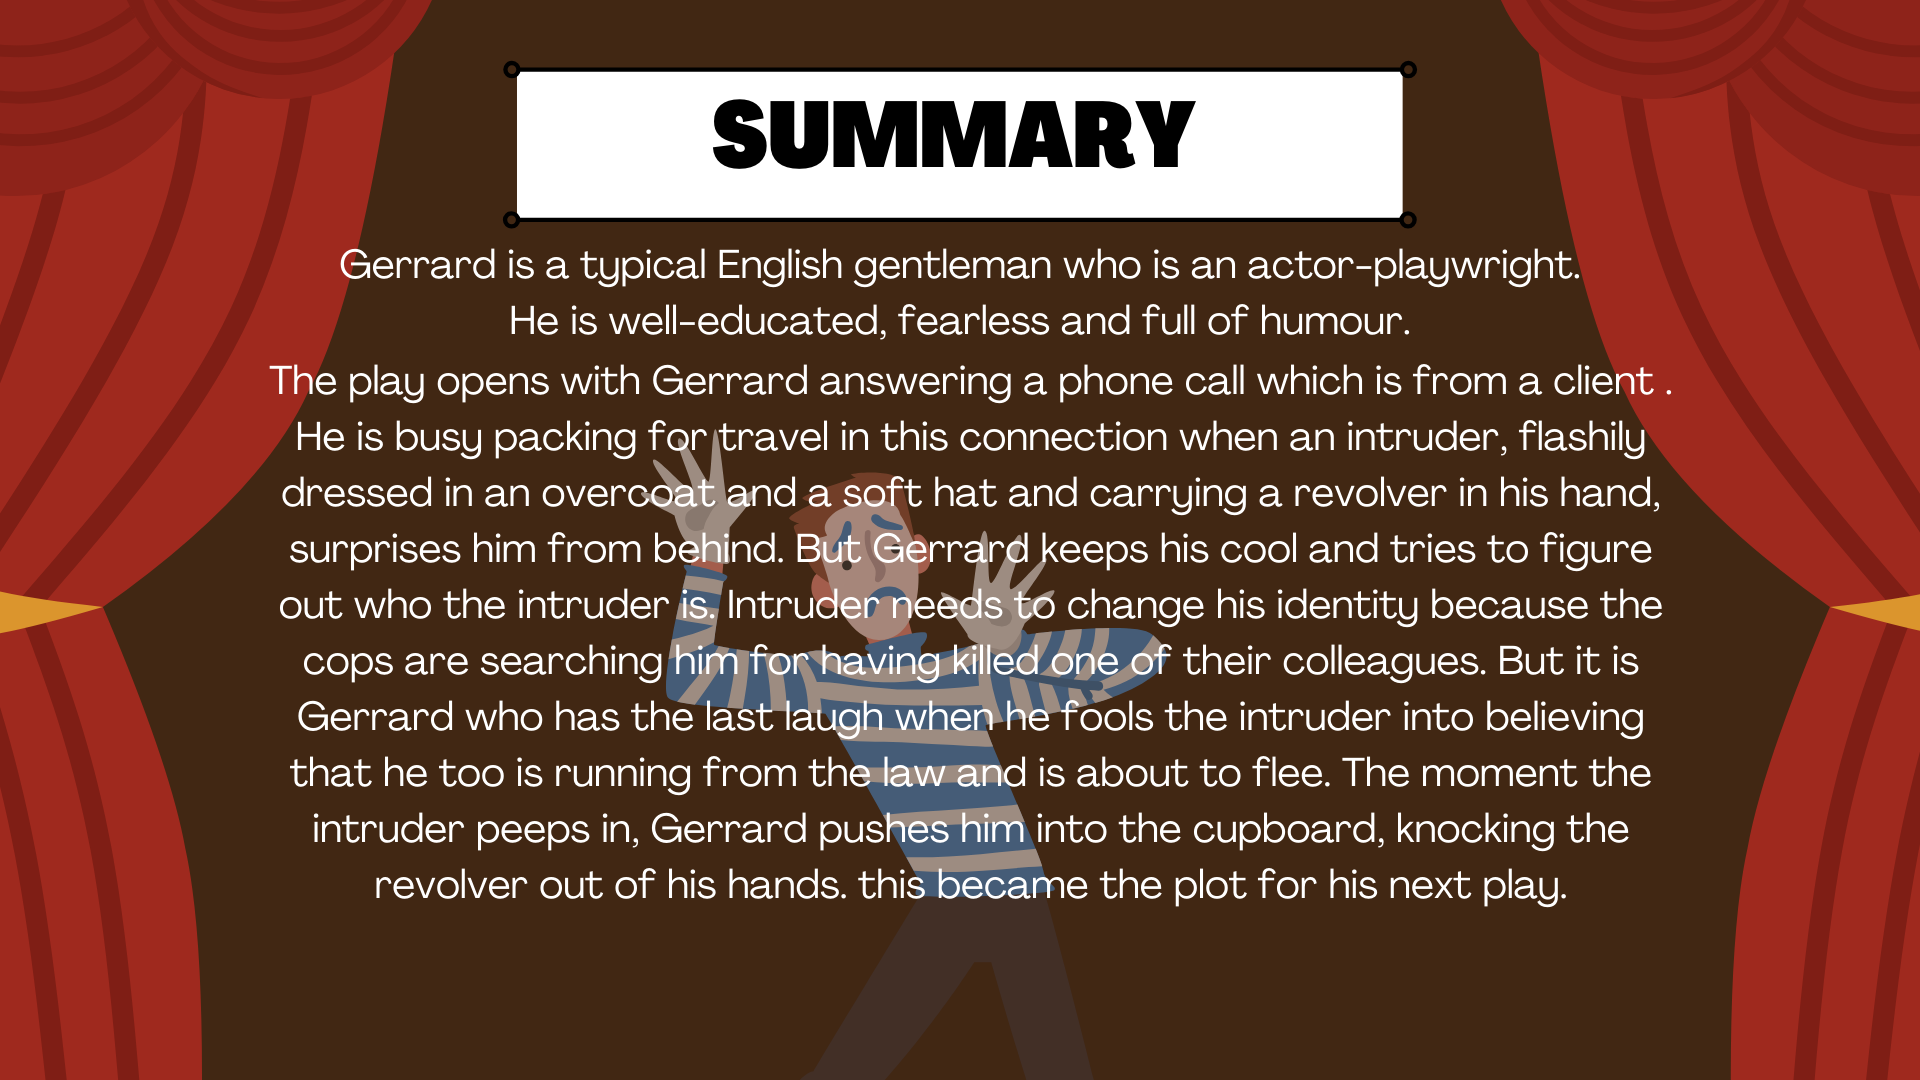 SUMMARY
Gerrard is a typical English gentleman who is an actor-playwright.
He is well-educated, fearless and full of humour.
The play opens with Gerrard answering a phone call which is from a client .
He is busy packing for travel in this connection when an intruder, flashily
dressed in an overcoat and a soft hat and carrying a revolver in his hand,
surprises him from behind. But Gerrard keeps his cool and tries to figure
out who the intruder is. Intruder needs to change his identity because the
cops are searching him for having killed one of their colleagues. But it is
Gerrard who has the last laugh when he fools the intruder into believing
that he too is running from the law and is about to flee. The moment the
intruder peeps in, Gerrard pushes him into the cupboard, knocking the
revolver out of his hands. this became the plot for his next play.